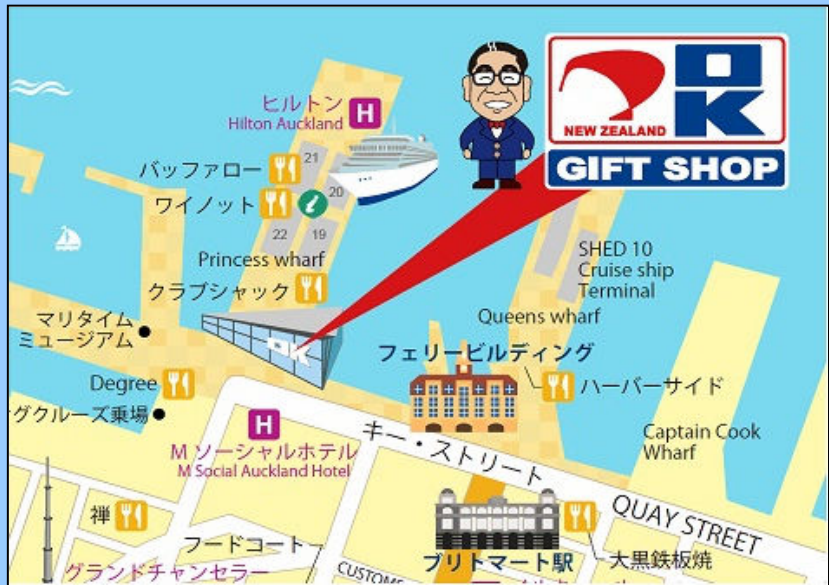 ヒルトン
Hilton Auckland
H
NEW ZEALAND
OK
GIFT SHOP
バッファロー
21
ワイノット
20
22
19
Princess wharf
クラブシャック
SHED 10
Cruise ship
Terminal
Queens wharf
マリタイム
ミュージアム
OK
フェリービルディング
Degree
ハーバーサイド
グクルーズ乗場
H
M ソーシャルホテル
M Social Auckland Hotel
キー・ストリート
Captain Cook
Wharf
QUAY STREET
禅
フードコート
ブリトマート駅
大黒鉄板焼
グランドチャンセラー
CUSTOM